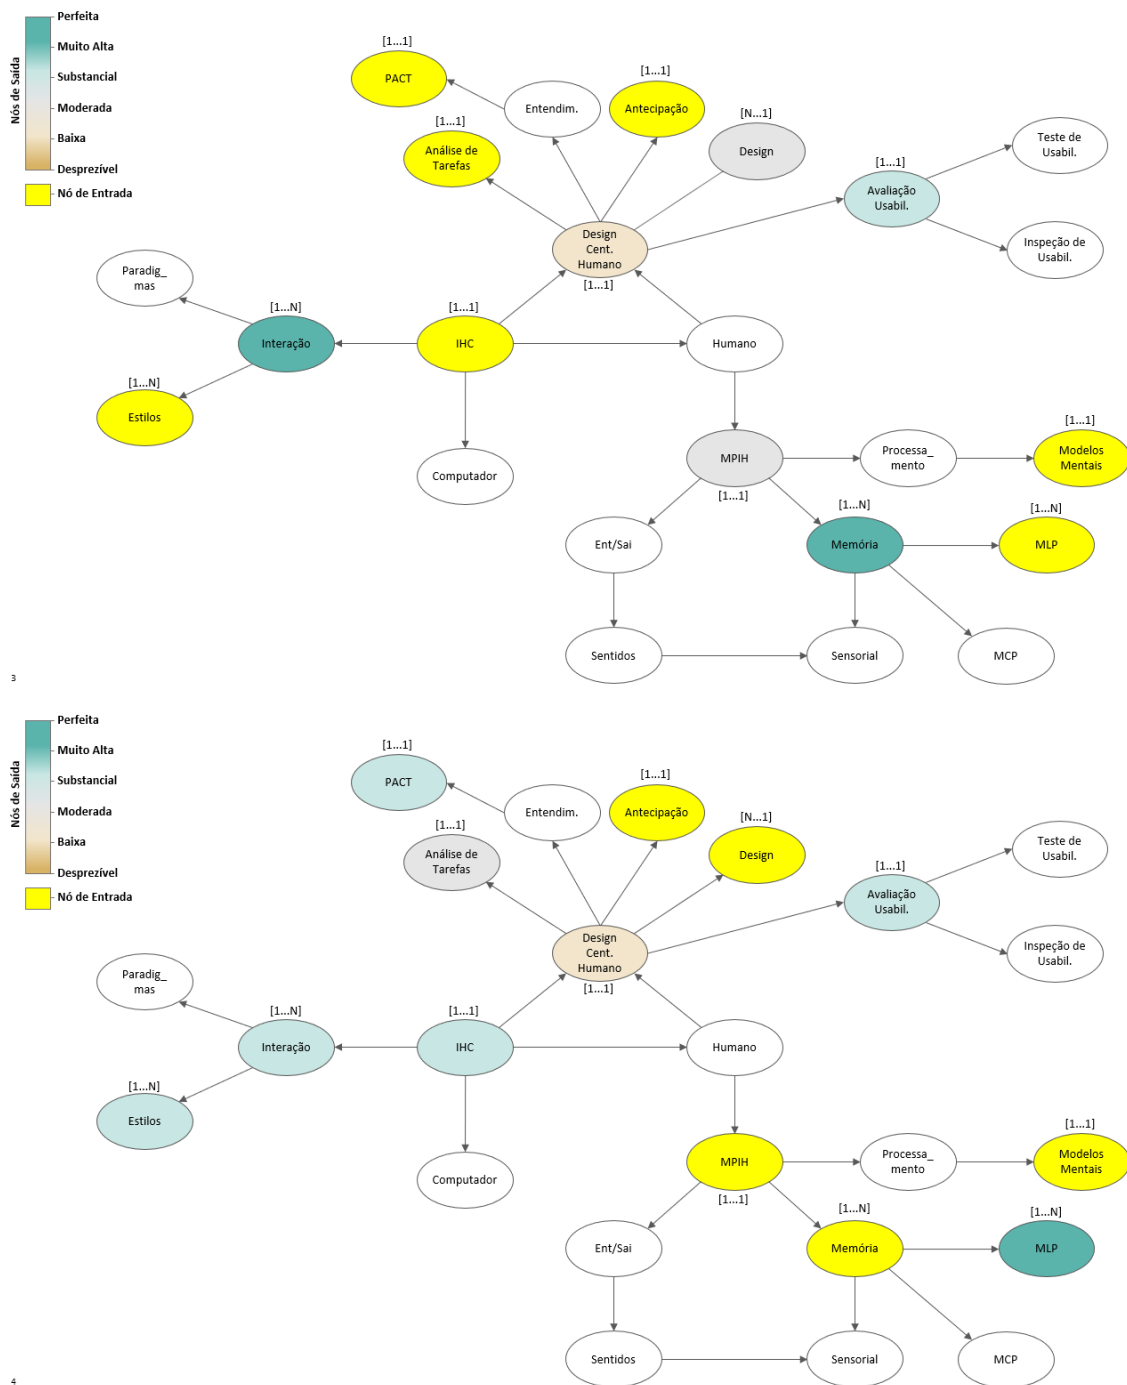 Perfeita
Muito Alta
Substancial
Moderada
Baixa
Desprezível
Nós de Saída
Nó de Entrada
[1...1]
PACT
Entendim.
[1...1]
Antecipação
[N...1]
Design
[1...1]
Análise de
Tarefas
[1...1]
Avaliação
Usabil.
Teste de
Usabil.
Inspeção de
Usabil.
Design
Cent.
Humano
[1...1]
Paradig_
mas
[1...N]
Interação
[1...1]
IHC
Humano
[1...N]
Estilos
Computador
MPIH
[1...1]
Processa_
mento
[1...1]
Modelos
Mentais
Ent/Sai
[1...N]
Memória
[1...N]
MLP
Sentidos
Sensorial
MCP
3
Perfeita
Muito Alta
Substancial
Moderada
Baixa
Desprezível
Nós de Saída
Nó de Entrada
[1...1]
PACT
Entendim.
[1...1]
Antecipação
[N...1]
Design
[1...1]
Análise de
Tarefas
[1...1]
Avaliação
Usabil.
Teste de
Usabil.
Inspeção de
Usabil.
Design
Cent.
Humano
[1...1]
Paradig_
mas
[1...N]
Interação
[1...1]
IHC
Humano
[1...N]
Estilos
Computador
MPIH
[1...1]
Processa_
mento
[1...1]
Modelos
Mentais
Ent/Sai
[1...N]
Memória
[1...N]
MLP
Sentidos
Sensorial
MCP
4